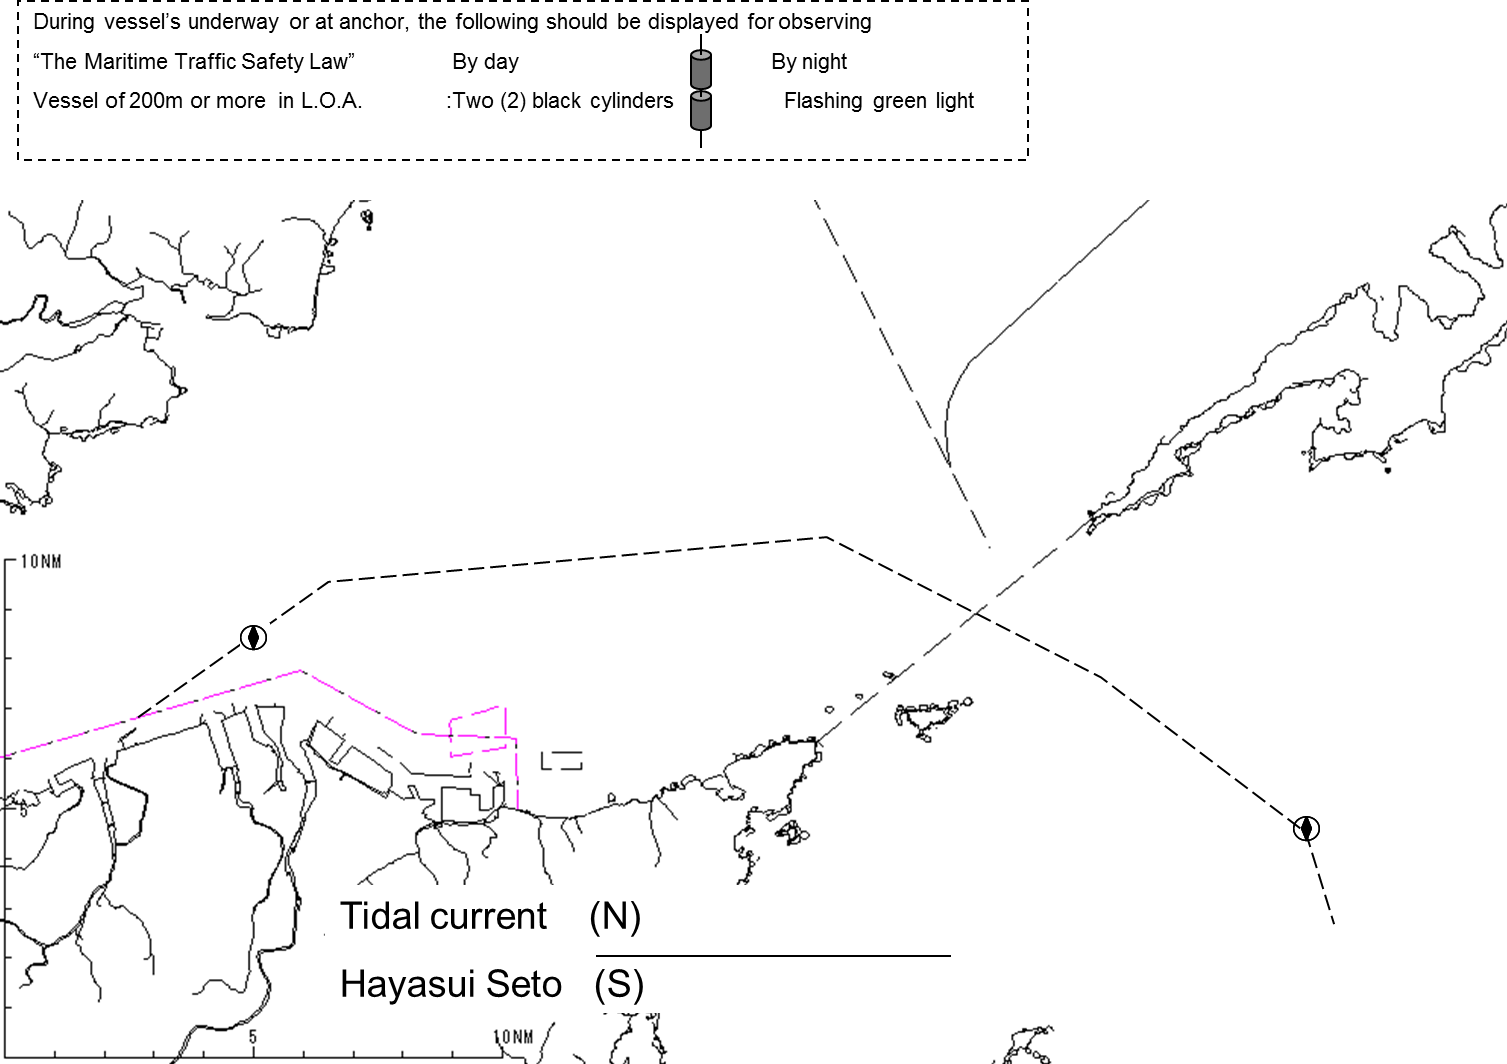 During vessel's underway or at anchor, the following should be displayed for observing
“The Maritime Traffic Safety Law” By day By night
Vessel of 200m or more in L.O.A. :Two (2) black cylinders Flashing green light
10NM
5
Tidal current (N)
Hayasui Seto (S)
5 10NM